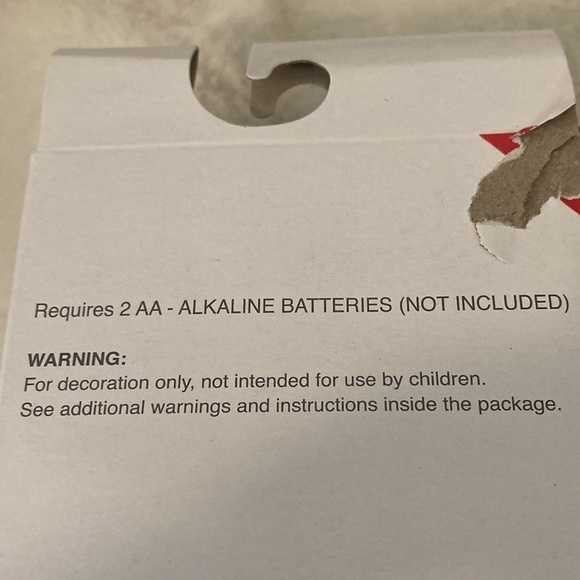 Requires 2 AA - ALKALINE BATTERIES (NOT INCLUDED)
WARNING:
For decoration only, not intended for use by children.
See additional warnings and instructions inside the package.